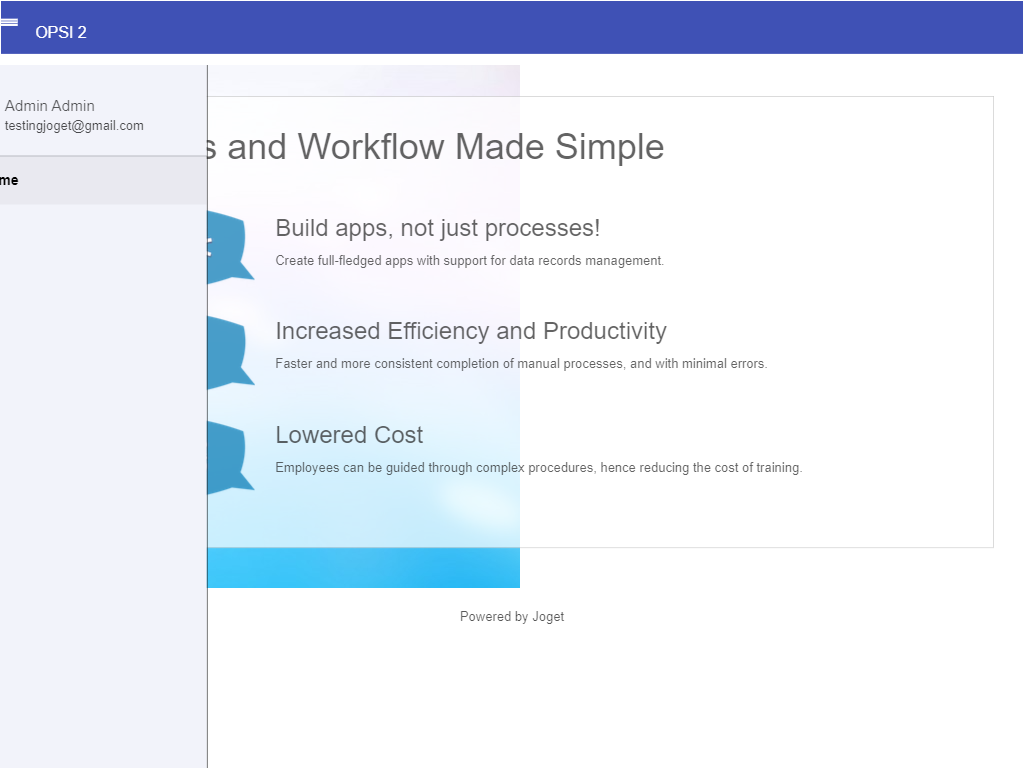 OPSI 2
Admin Admin
testingjoget@gmail.com
me
s and Workflow Made Simple
Build apps, not just processes!
Create full-fledged apps with support for data records management.
Increased Efficiency and Productivity
Faster and more consistent completion of manual processes, and with minimal errors.
Lowered Cost
Employees can be guided through complex procedures, hence reducing the cost of training.
Powered by Joget